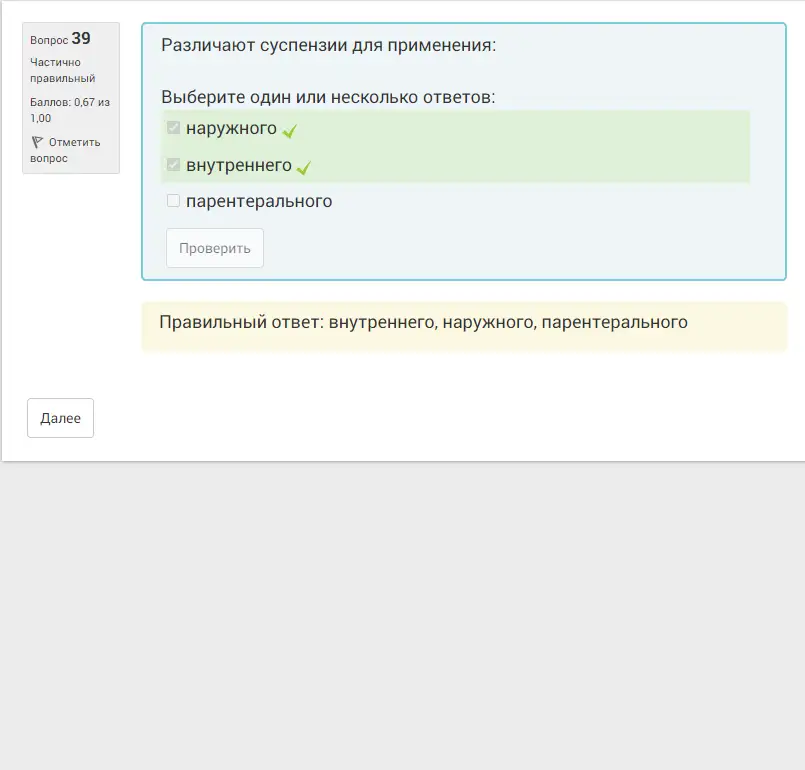 Вопрос 39
Частично
правильный
Баллов: 0,67 из
1,00
Отметить
вопрос
Различают суспензии для применения:
Выберите один или несколько ответов:
наружного
внутреннего
парентерального
Проверить
Правильный ответ: внутреннего, наружного, парентерального
Далее